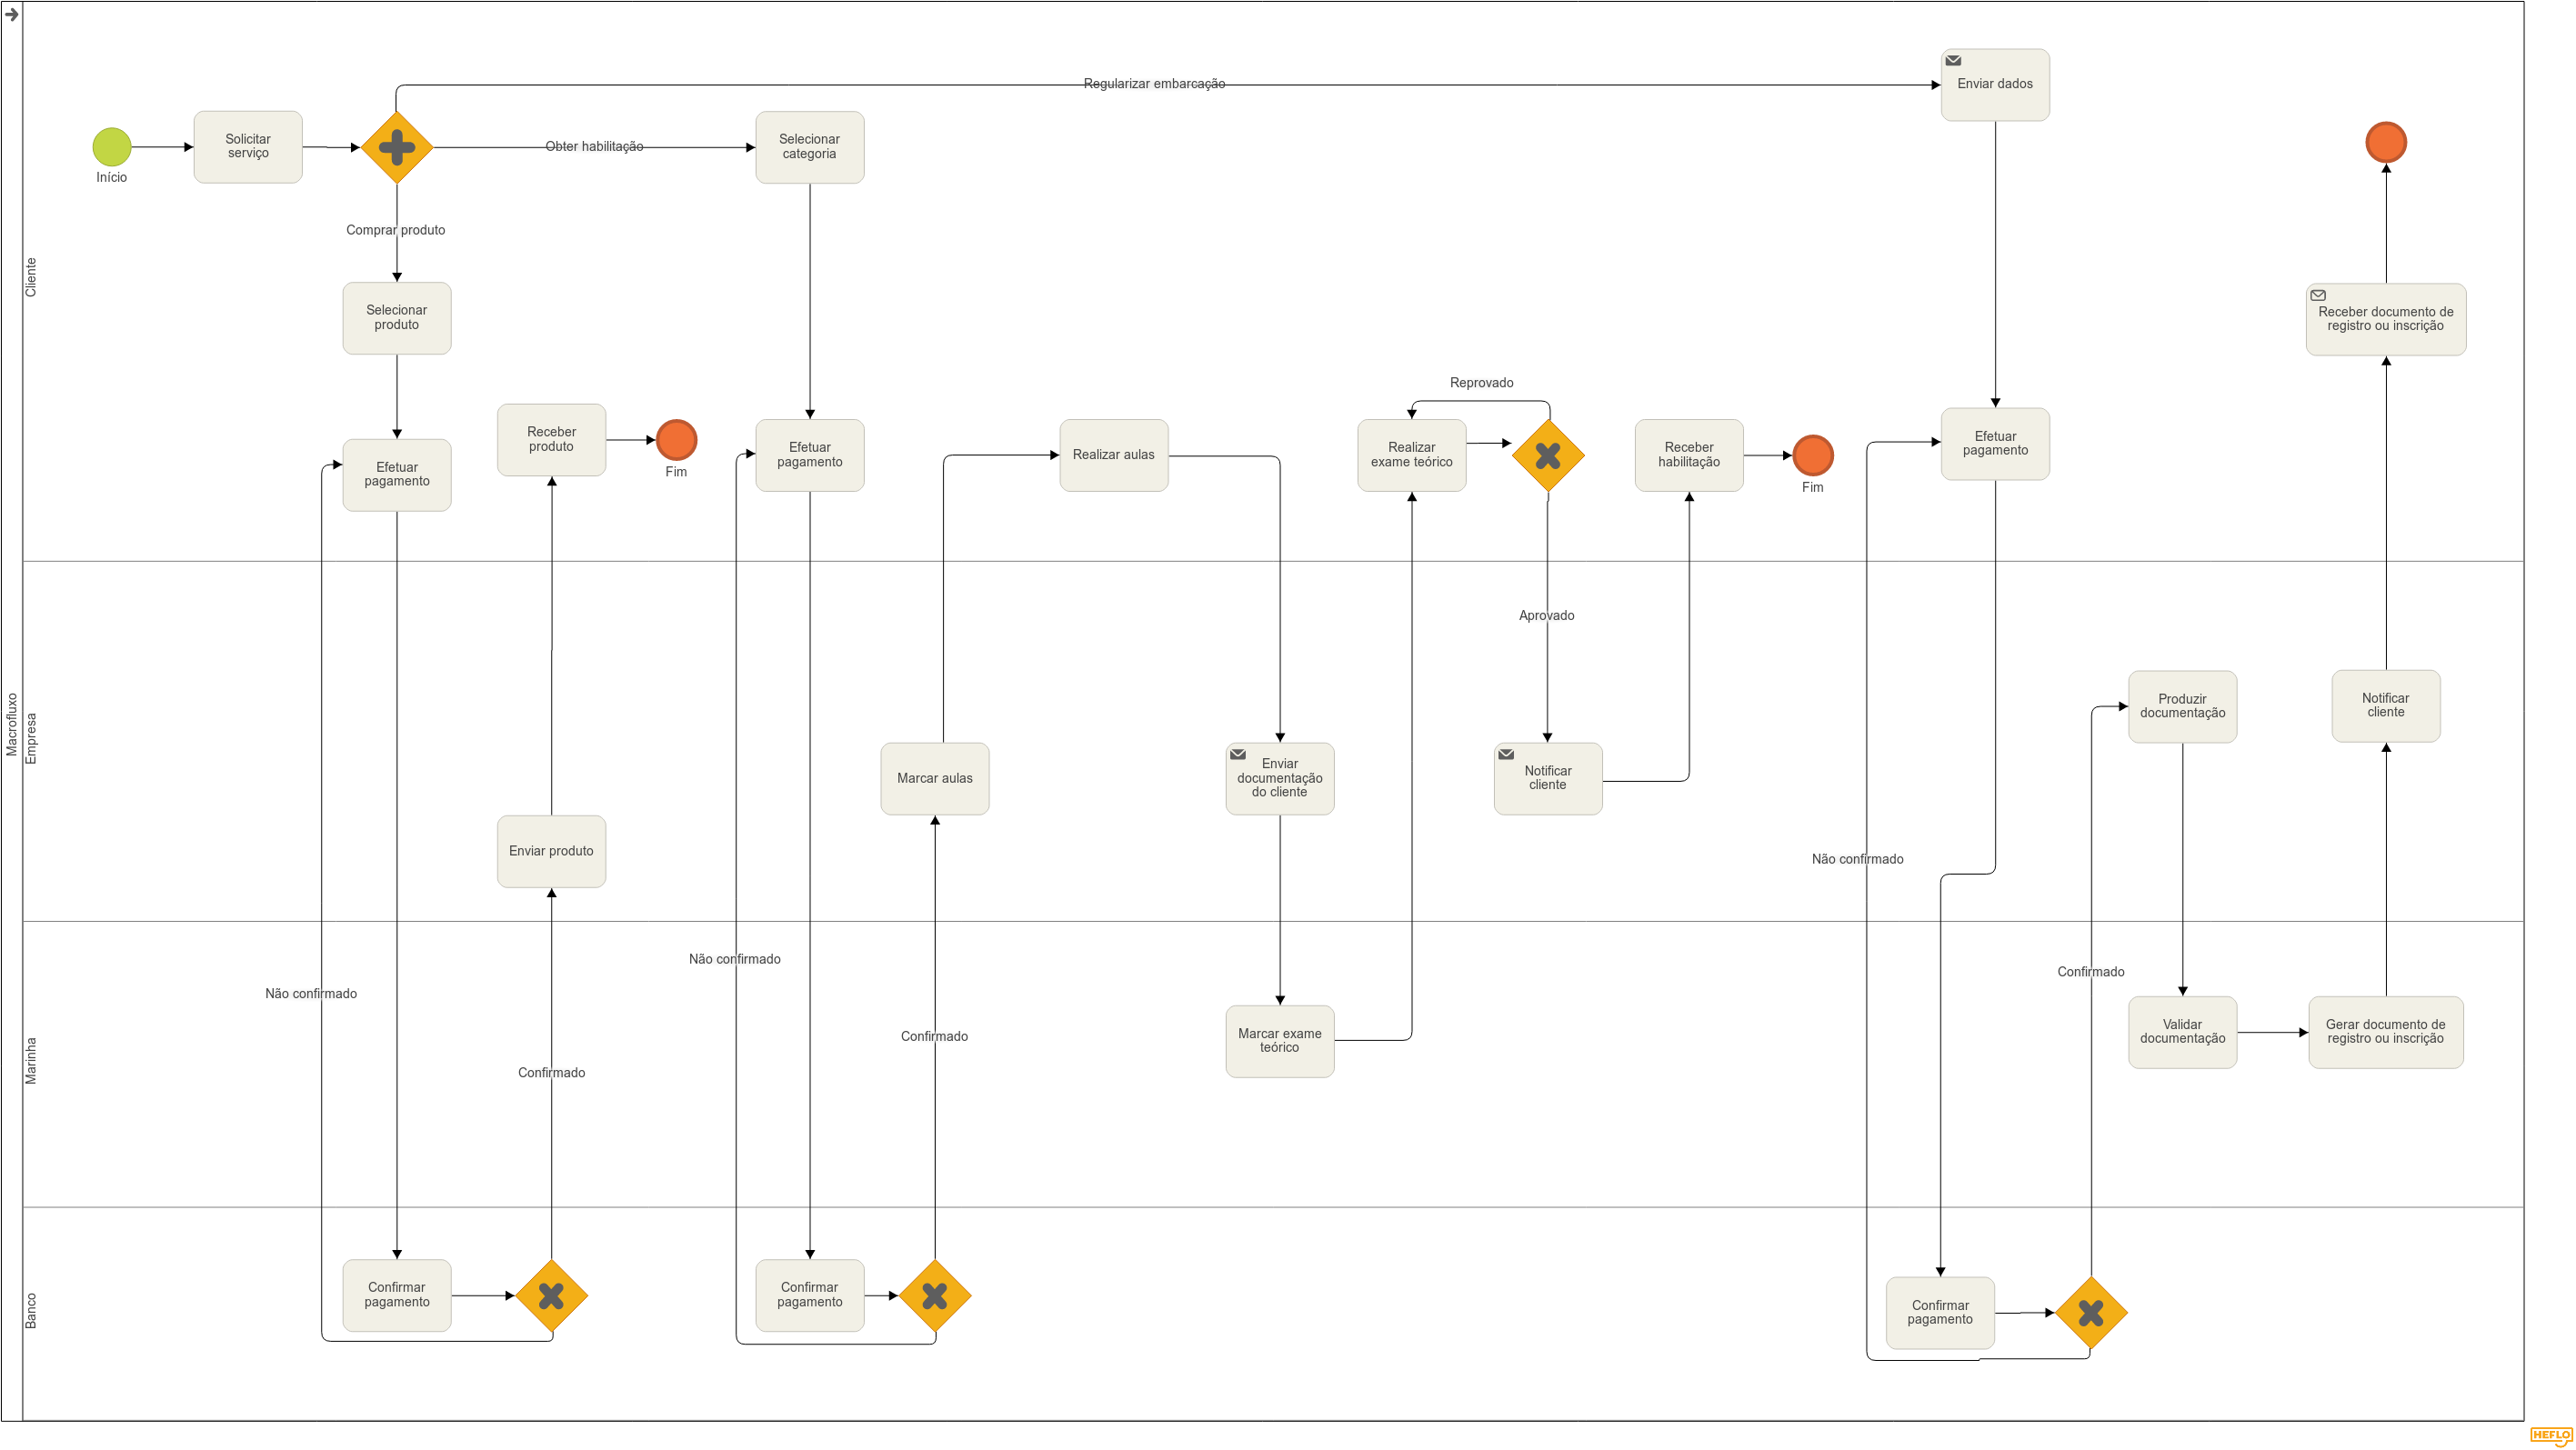 Macrofluxo
Cliente
Início
Solicitar
serviço
Regularizar embarcação
Obter habilitação
Comprar produto
Selecionar
categoria
Enviar dados
Selecionar
produto
Efetuar
pagamento
Receber
produto
Fim
Efetuar
pagamento
Realizar aulas
Reprovado
Realizar
exame teórico
Receber
habilitação
Fim
Efetuar
pagamento
Receber documento de
registro ou inscrição
Empresa
Aprovado
Enviar produto
Marcar aulas
Enviar
documentação
do cliente
Notificar
cliente
Não confirmado
Produzir
documentação
Notificar
cliente
Marinha
Não confirmado
Confirmado
Não confirmado
Confirmado
Marcar exame
teórico
Confirmado
Validar
documentação
Gerar documento de
registro ou inscrição
Banco
Confirmar
pagamento
Confirmar
pagamento
Confirmar
pagamento
HEFLO